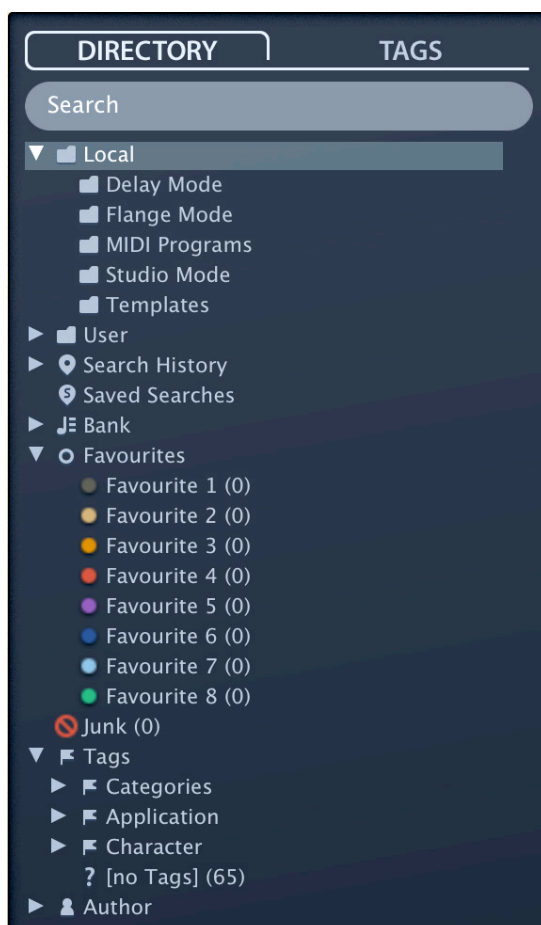 DIRECTORY TAGS
Search
Local
Delay Mode
Flange Mode
MIDI Programs
Studio Mode
Templates
User
Search History
S Saved Searches
Bank
Favourites
Favourite 1 (0)
Favourite 2 (0)
Favourite 3 (0)
Favourite 4 (0)
Favourite 5 (0)
Favourite 6 (0)
Favourite 7 (0)
Favourite 8 (0)
Junk (0)
Tags
Categories
Application
Character
? [no Tags] (65)
Author